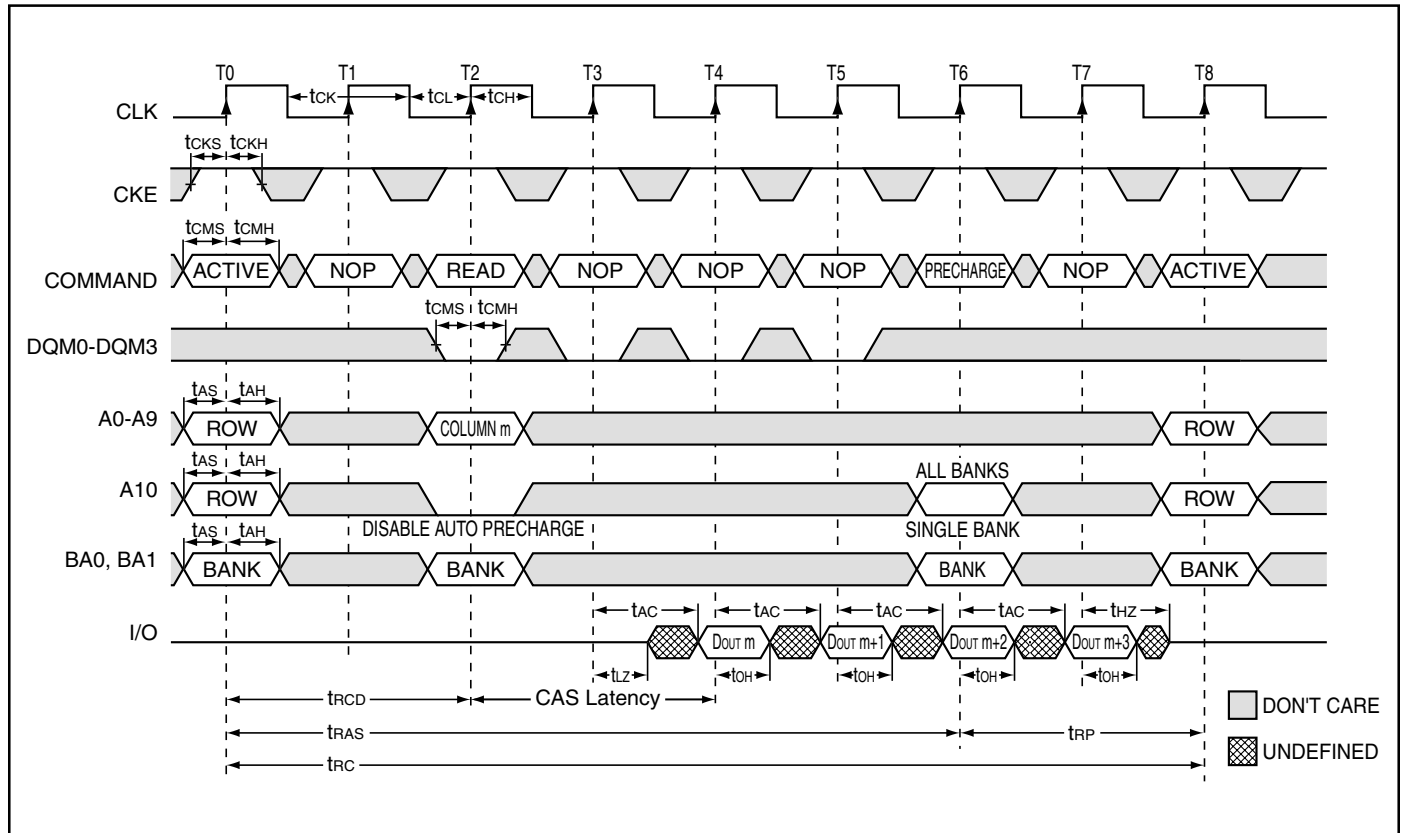 T0 T1 T2 T3 T4 T5 T6 T7 T8
tCK tCL tCH
CLK
tCKS tCKH
CKE
tCMS tCMH
COMMAND ACTIVE NOP READ NOP NOP NOP PRECHARGE NOP ACTIVE
tCMS tCMH
DQM0-DQM3
tAS tAH
A0-A9 ROW COLUMN m ROW
tAS tAH ALL BANKS
A10 ROW ROW
DISABLE AUTO PRECHARGE SINGLE BANK
tAS tAH
BA0, BA1 BANK BANK BANK BANK
tAC tAC tAC tAC tHZ
I/O DOUT m DOUT m+1 DOUT m+2 DOUT m+3
tLZ tOH tOH tOH tOH
tRCD CAS Latency
DON'T CARE
tRAS tRP
UNDEFINED
tRC